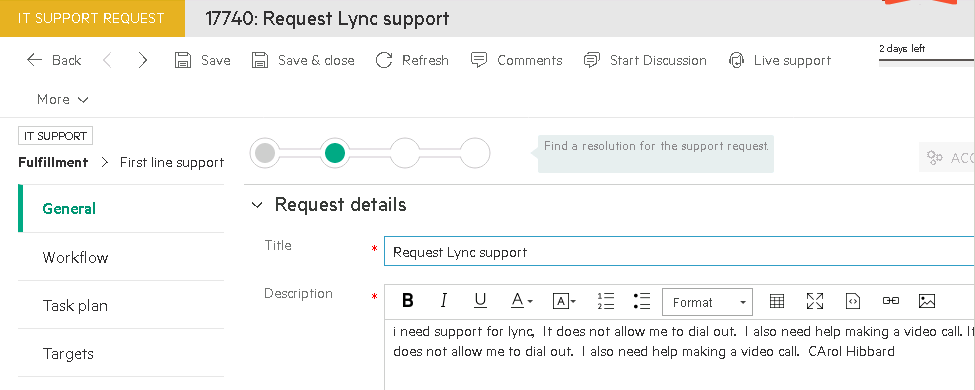 IT SUPPORT REQUEST
17740: Request Lync support
Back
Save
Save & close
Refresh
Comments
Start Discussion
Live support
2 days left
More
IT SUPPORT
Fulfillment > First line support
Find a resolution for the support request.
General
Workflow
Task plan
Targets
Request details
Title *
Request Lync support
Description *
B I U A A Format
i need support for lync,  It does not allow me to dial out.  I also need help making a video call. It
does not allow me to dial out.  I also need help making a video call.  CArol Hibbard